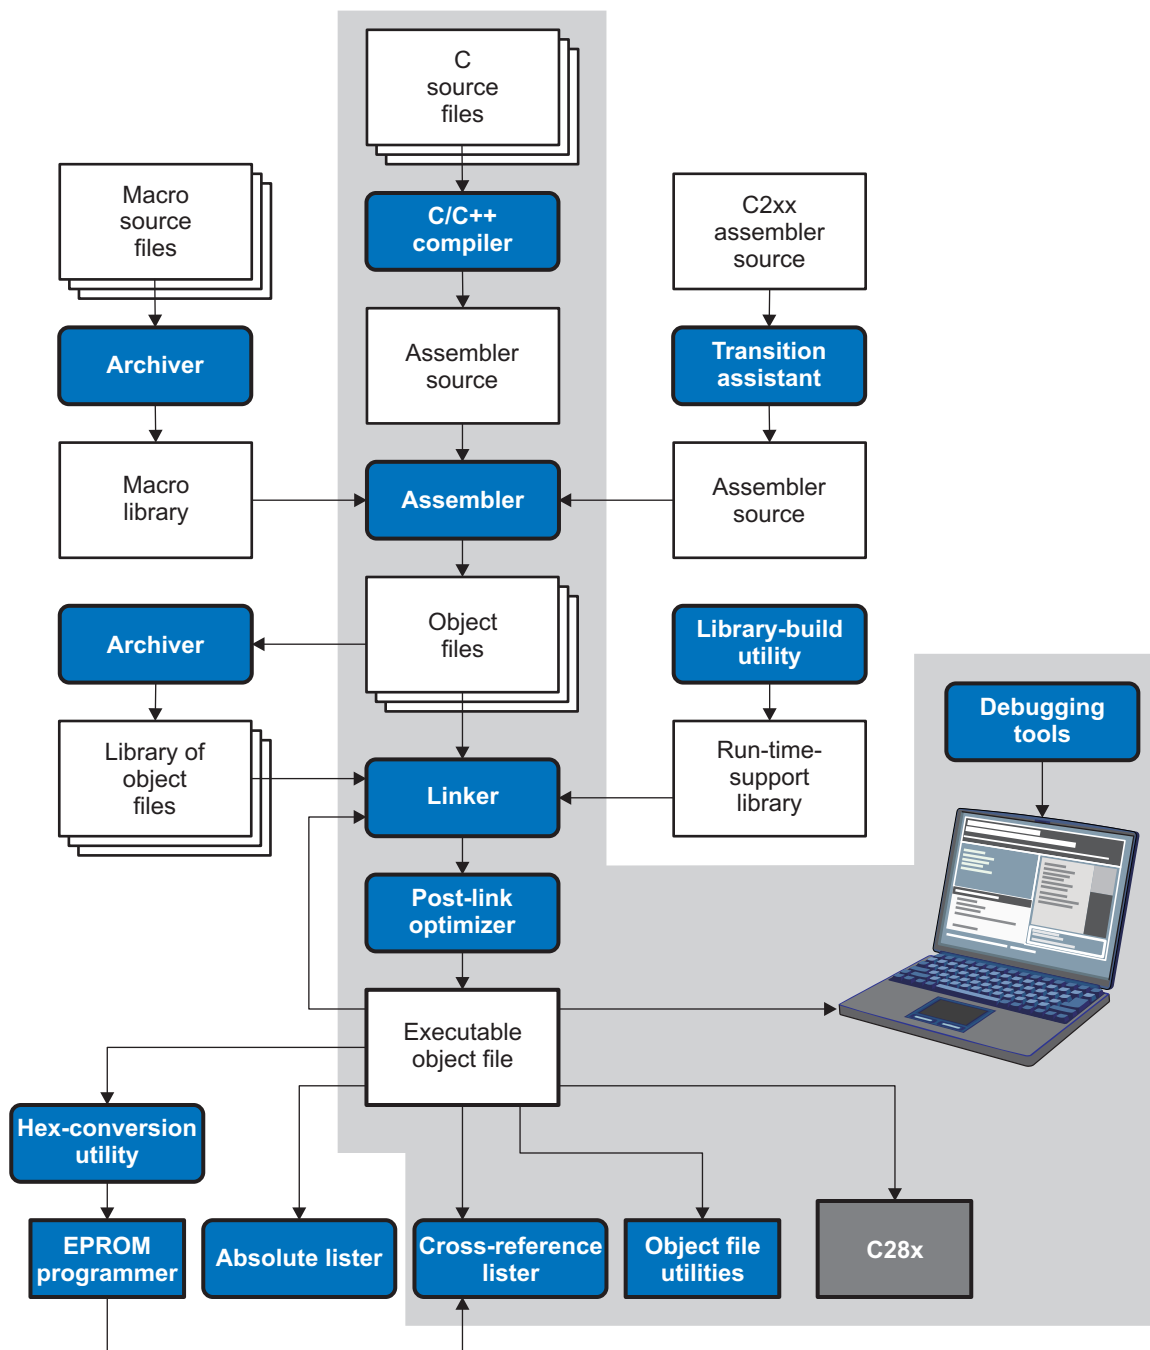 C
source
files
Macro
source
files
C/C++
compiler
C2xx
assembler
source
Archiver
Assembler
source
Transition
assistant
Macro
library
Assembler
Assembler
source
Archiver
Object
files
Library-build
utility
Debugging
tools
Library of
object
files
Linker
Run-time-
support
library
Post-link
optimizer
Executable
object file
Hex-conversion
utility
EPROM
programmer
Absolute lister
Cross-reference
lister
Object file
utilities
C28x